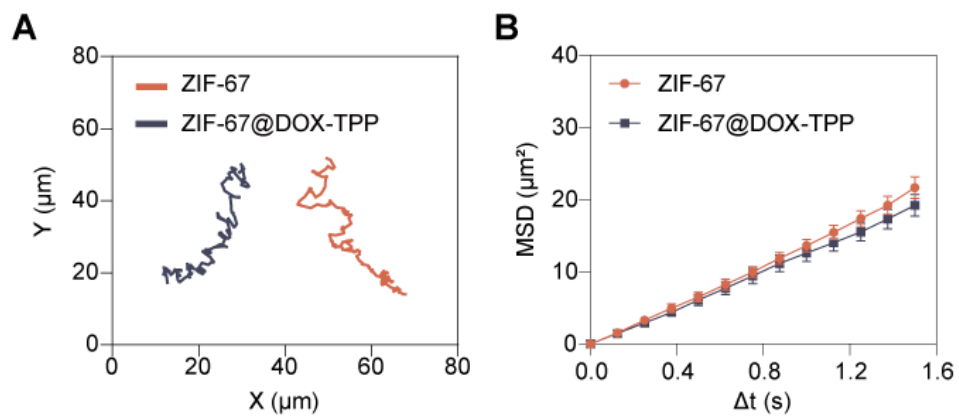 A
80
60
40
20
0
0
20
40
60
80
Y (μm)
X (μm)
ZIF-67
ZIF-67@DOX-TPP
B
40
30
20
10
0
0.0
0.4
0.8
1.2
1.6
MSD (μm²)
Δt (s)
ZIF-67
ZIF-67@DOX-TPP